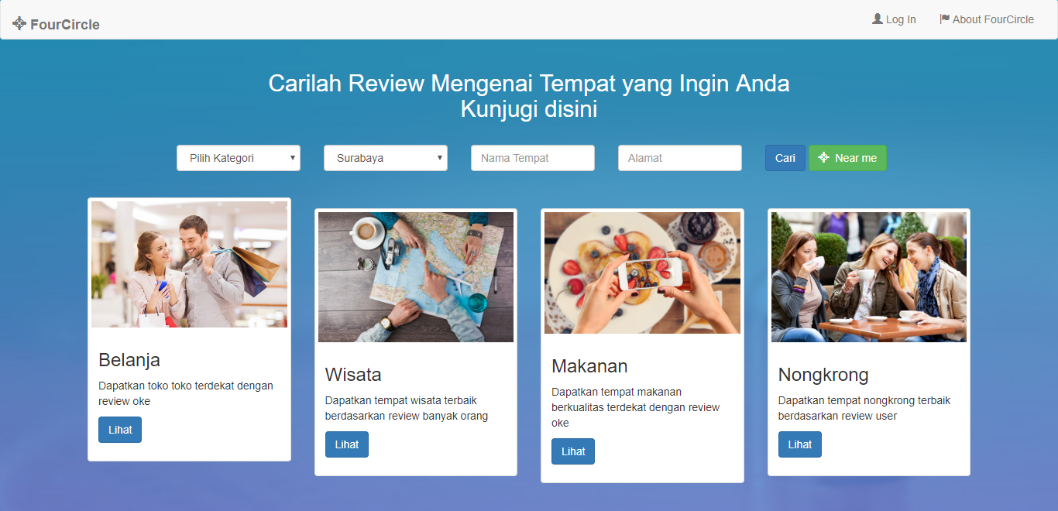 FourCircle
Log In
About FourCircle
Carilah Review Mengenai Tempat yang Ingin Anda
Kunjugi disini
Pilih Kategori
Surabaya
Nama Tempat
Alamat
Cari
Near me
Belanja
Dapatkan toko toko terdekat dengan
review oke
Lihat
Wisata
Dapatkan tempat wisata terbaik
berdasarkan review banyak orang
Lihat
Makanan
Dapatkan tempat makanan
berkualitas terdekat dengan review
oke
Lihat
Nongkrong
Dapatkan tempat nongkrong terbaik
berdasarkan review user
Lihat